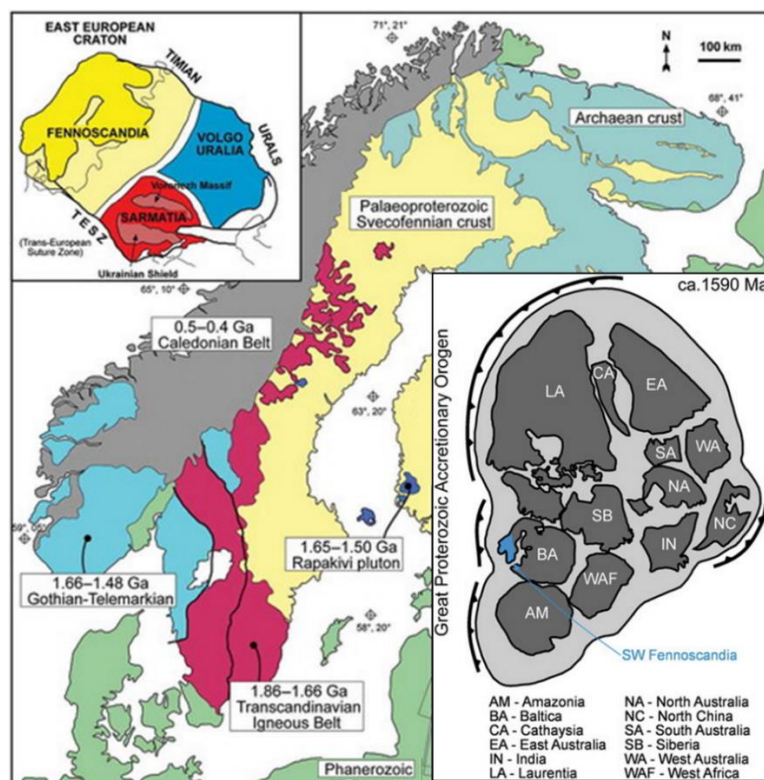 EAST EUROPEAN
CRATON
TIMIAN
FENNOSCANDIA
VOLGO
URALIA
URALS
Voronezh Massif
SARMATIA
TESZ
(Trans-European
Suture Zone)
Ukrainian Shield
71°, 21°
N
100 km
68°, 41°
Archaean crust
Palaeoproterozoic
Svecofennian crust
65°, 10°
0.5–0.4 Ga
Caledonian Belt
63°, 20°
1.65–1.50 Ga
Rapakivi pluton
1.66–1.48 Ga
Gothian-Telemarkian
58°, 20°
1.86–1.66 Ga
Transcandinavian
Igneous Belt
Phanerozoic
ca.1590 Ma
Great Proterozoic Accretionary Orogen
LA
CA
EA
SA
WA
NA
SB
IN
NC
BA
WAF
AM
SW Fennoscandia
AM - Amazonia
BA - Baltica
CA - Cathaysia
EA - East Australia
IN - India
LA - Laurentia
NA - North Australia
NC - North China
SA - South Australia
SB - Siberia
WA - West Australia
WAF - West Africa